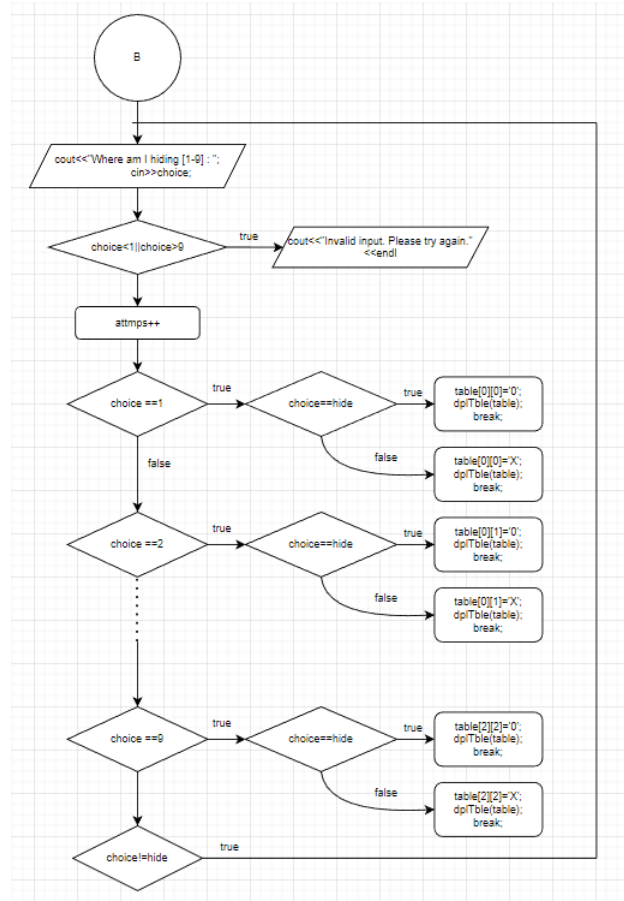 B
cout<<"Where am I hiding [1-9] : ";
cin>>choice;
choice<1||choice>9
true
cout<<"Invalid input. Please try again."
<<endl
attmps++
choice ==1
true
choice==hide
true
table[0][0]='0';
dplTble(table);
break;
false
false
table[0][0]='X';
dplTble(table);
break;
choice ==2
true
choice==hide
true
table[0][1]='0';
dplTble(table);
break;
false
table[0][1]='X';
dplTble(table);
break;
choice ==9
true
choice==hide
true
table[2][2]='0';
dplTble(table);
break;
false
table[2][2]='X';
dplTble(table);
break;
choice!=hide
true